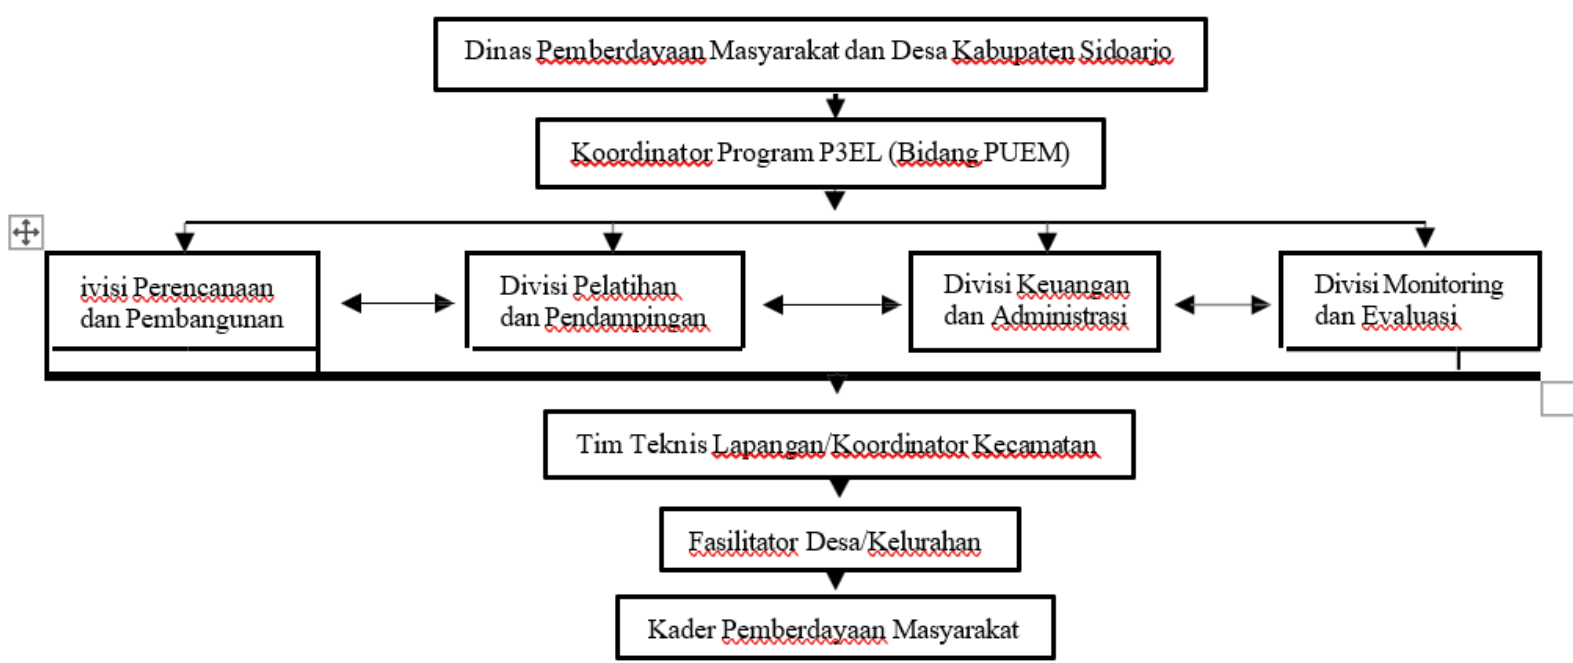 Dinas Pemberdayaan Masyarakat dan Desa Kabupaten Sidoarjo
Koordinator Program P3EL (Bidang PUEM)
ivisi Perencanaan
dan Pembangunan
Divisi Pelatihan
dan Pendampingan
Divisi Keuangan
dan Administrasi
Divisi Monitoring
dan Evaluasi
Tim Teknis Lapangan/Koordinator Kecamatan
Fasilitator Desa/Kelurahan
Kader Pemberdayaan Masyarakat